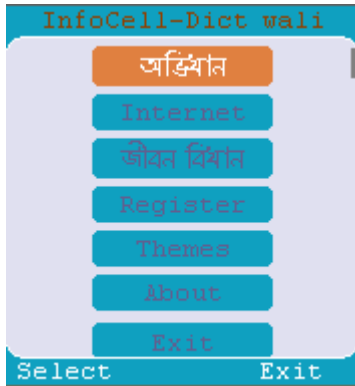 InfoCell-Dict wali
অভিধান
Internet
জীবন বিধান
Register
Themes
About
Exit
Select Exit